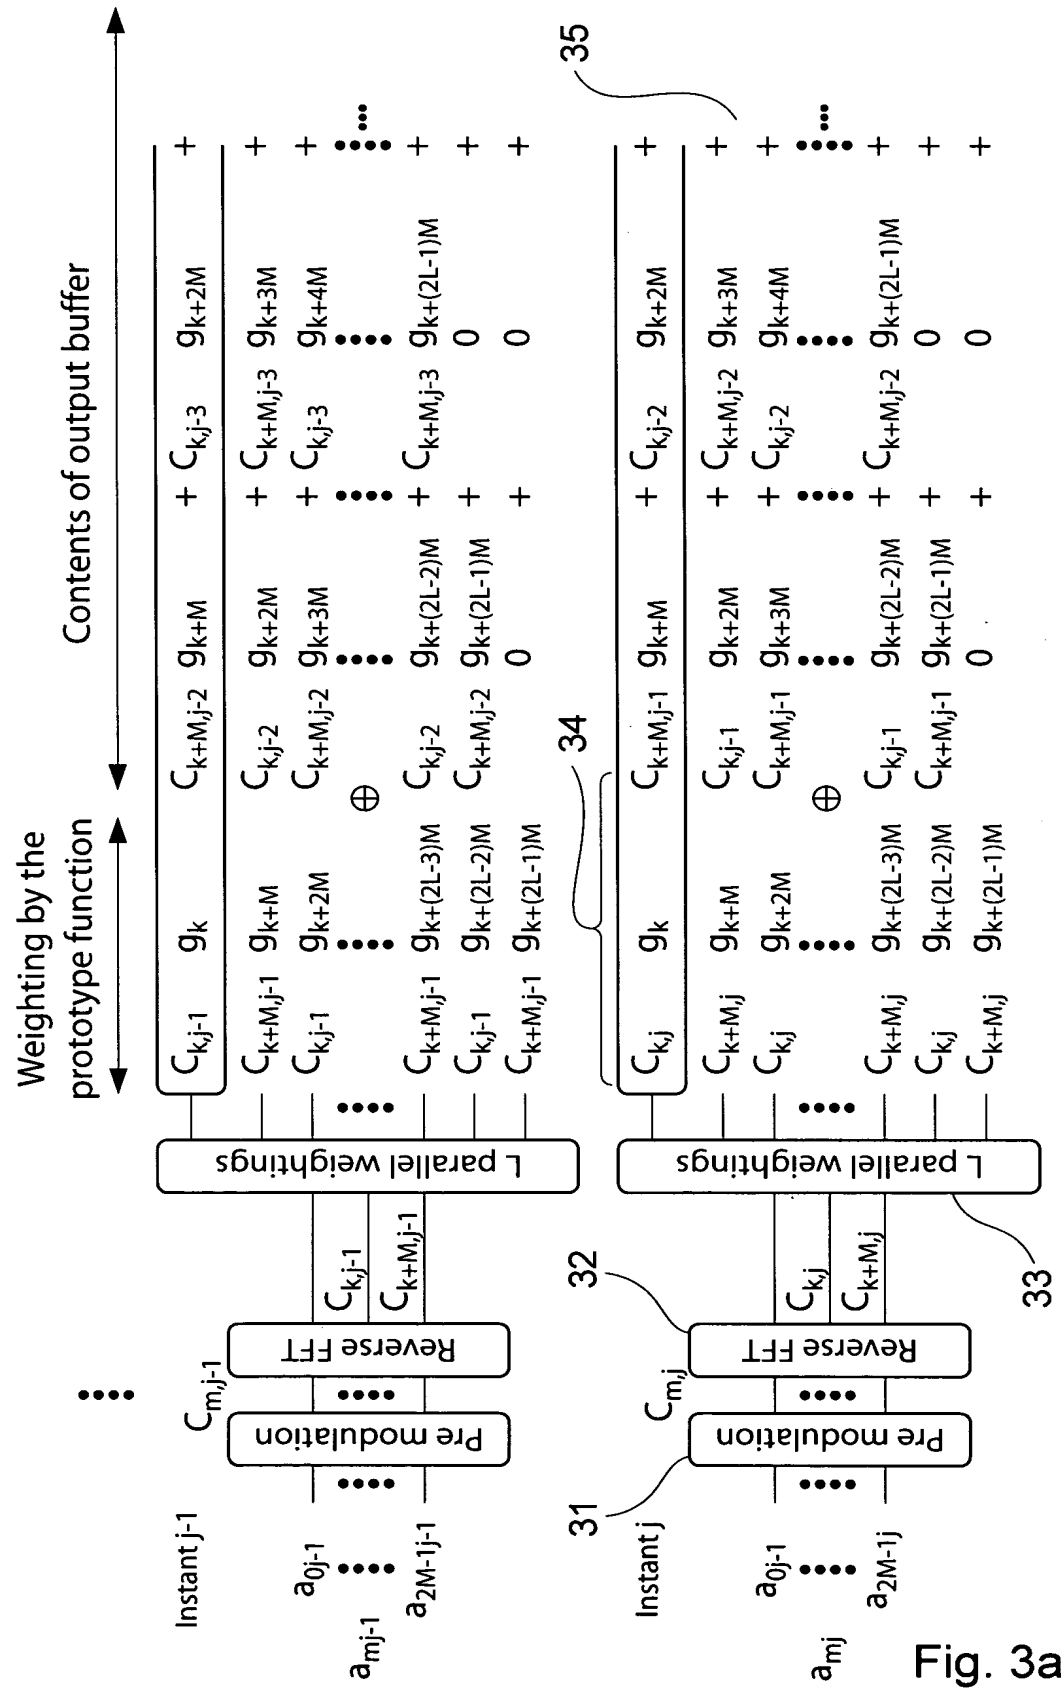 Weighting by the
prototype function
Contents of output buffer
Instant j-1
a0j-1
amj-1
a2M-1j-1
Pre modulation
Cm,j-1
Reverse FFT
Ck,j-1
Ck+M,j-1
L parallel weightings
Ck,j-1 gk Ck+M,j-2 gk+M + Ck,j-3 gk+2M +
Ck+M,j-1 gk+M Ck,j-2 gk+2M + Ck+M,j-3 gk+3M +
Ck,j-1 gk+2M Ck+M,j-2 gk+3M + Ck,j-3 gk+4M +
⊕
Ck+M,j-1 gk+(2L-3)M Ck,j-2 gk+(2L-2)M + Ck+M,j-3 gk+(2L-1)M +
Ck,j-1 gk+(2L-2)M Ck+M,j-2 gk+(2L-1)M + 0 +
Ck+M,j-1 gk+(2L-1)M 0 + 0 +
34
35
Instant j
a0j-1
amj
a2M-1j
31
Pre modulation
Cm,j
32
Reverse FFT
Ck,j
Ck+M,j
33
L parallel weightings
Ck,j gk Ck+M,j-1 gk+M + Ck,j-2 gk+2M +
Ck+M,j gk+M Ck,j-1 gk+2M + Ck+M,j-2 gk+3M +
Ck,j gk+2M Ck+M,j-1 gk+3M + Ck,j-2 gk+4M +
⊕
Ck+M,j gk+(2L-3)M Ck,j-1 gk+(2L-2)M + Ck+M,j-2 gk+(2L-1)M +
Ck,j gk+(2L-2)M Ck+M,j-1 gk+(2L-1)M + 0 +
Ck+M,j gk+(2L-1)M 0 + 0 +
Fig. 3a